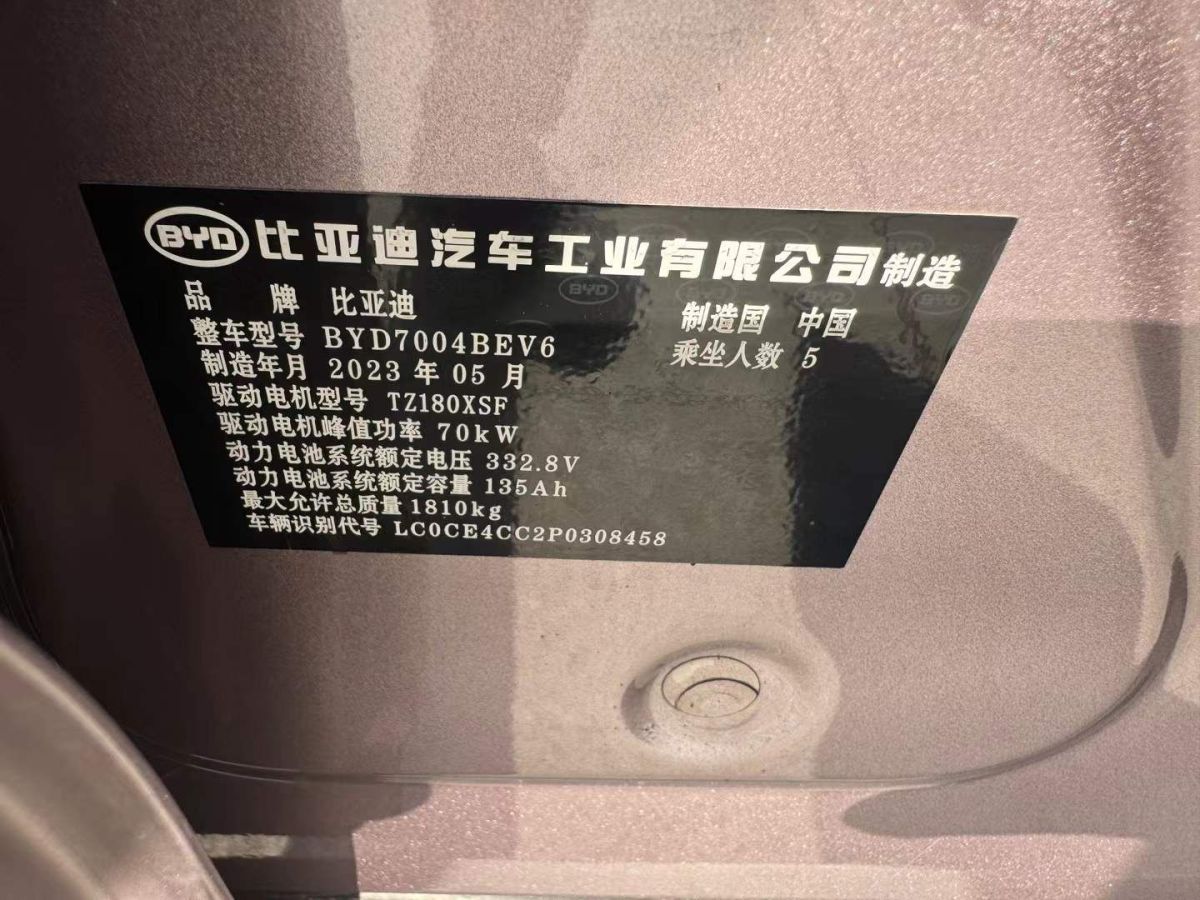 BYD 比亚迪汽车工业有限公司制造
品 牌 比亚迪 制造国 中国
整车型号 BYD7004BEV6 乘坐人数 5
制造年月 2023 年 05 月
驱动电机型号 TZ180XSF
驱动电机峰值功率 70kW
动力电池系统额定电压 332.8V
动力电池系统额定容量 135Ah
最大允许总质量 1810kg
车辆识别代号 LC0CE4CC2P0308458